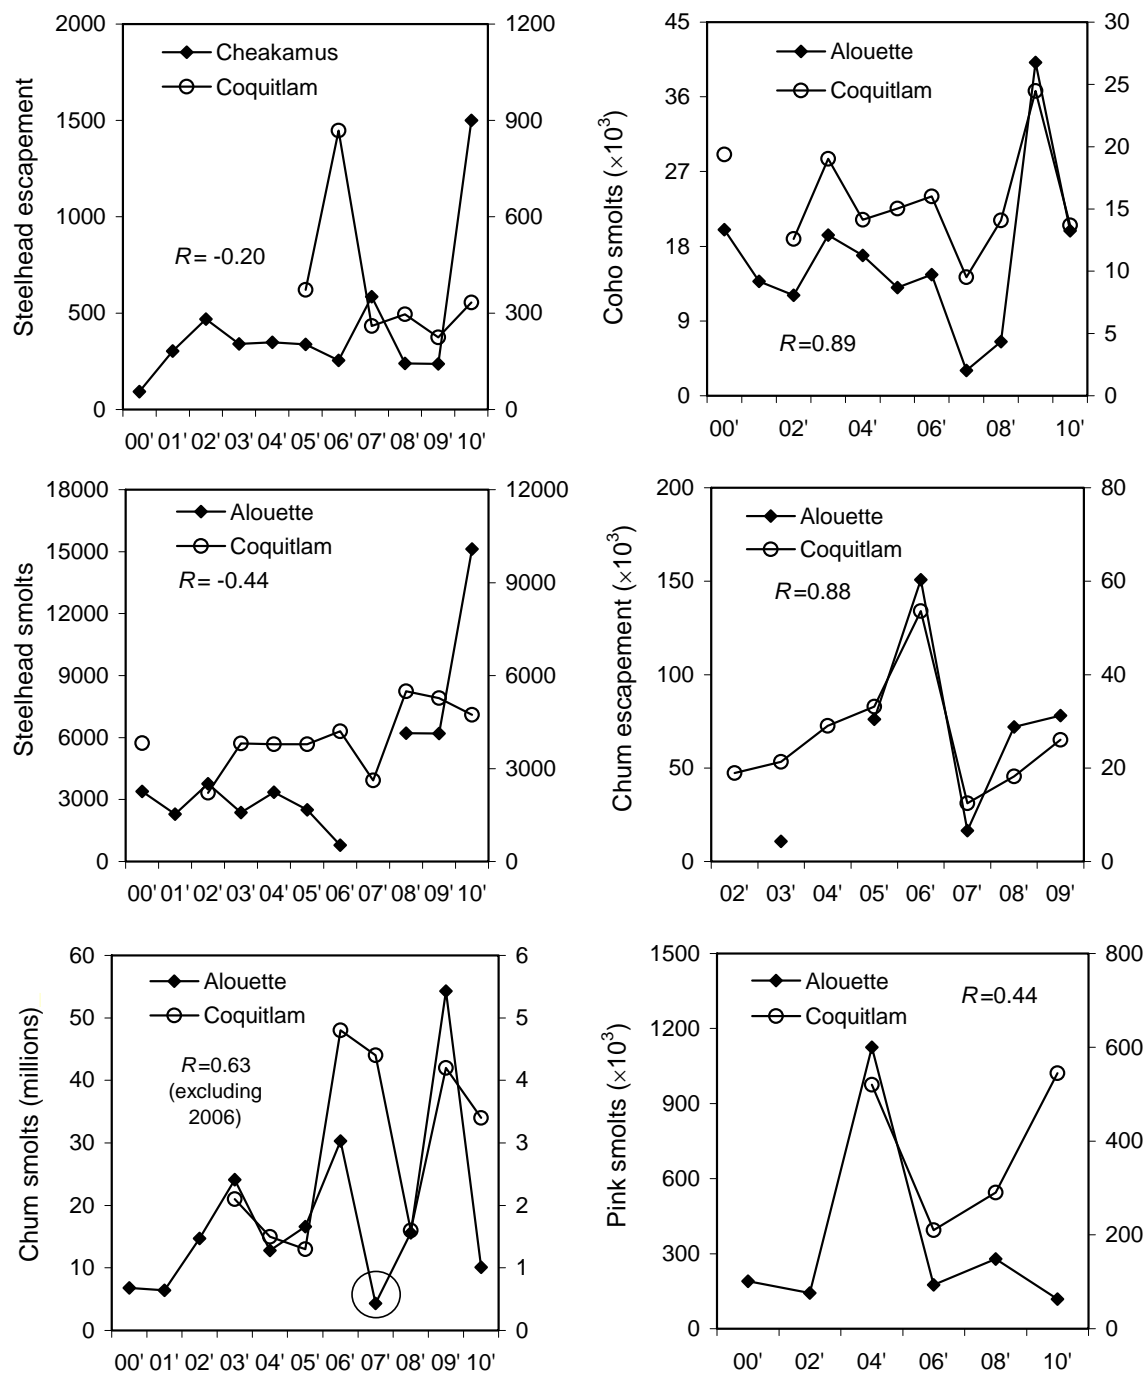 Steelhead escapement
2000
1500
1000
500
0
Cheakamus
Coquitlam
R= -0.20
1200
900
600
300
0
00' 01' 02' 03' 04' 05' 06' 07' 08' 09' 10'
Coho smolts (×10³)
45
36
27
18
9
0
Alouette
Coquitlam
R=0.89
30
25
20
15
10
5
0
00' 02' 04' 06' 08' 10'
Steelhead smolts
18000
15000
12000
9000
6000
3000
0
Alouette
Coquitlam
R= -0.44
12000
9000
6000
3000
0
00' 01' 02' 03' 04' 05' 06' 07' 08' 09' 10'
Chum escapement (×10³)
200
150
100
50
0
Alouette
Coquitlam
R=0.88
80
60
40
20
0
02' 03' 04' 05' 06' 07' 08' 09'
Chum smolts (millions)
60
50
40
30
20
10
0
Alouette
Coquitlam
R=0.63
(excluding
2006)
6
5
4
3
2
1
0
00' 01' 02' 03' 04' 05' 06' 07' 08' 09' 10'
Pink smolts (×10³)
1500
1200
900
600
300
0
Alouette
Coquitlam
R=0.44
800
600
400
200
0
00' 02' 04' 06' 08' 10'